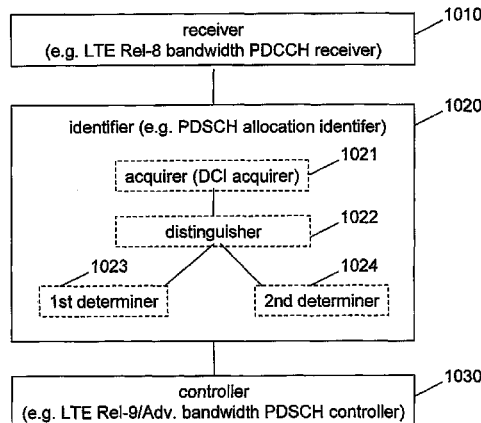 receiver
(e.g. LTE Rel-8 bandwidth PDCCH receiver)
1010
identifier (e.g. PDSCH allocation identifer)
1020
acquirer (DCI acquirer)
1021
distinguisher
1022
1023
1024
1st determiner
2nd determiner
controller
(e.g. LTE Rel-9/Adv. bandwidth PDSCH controller)
1030